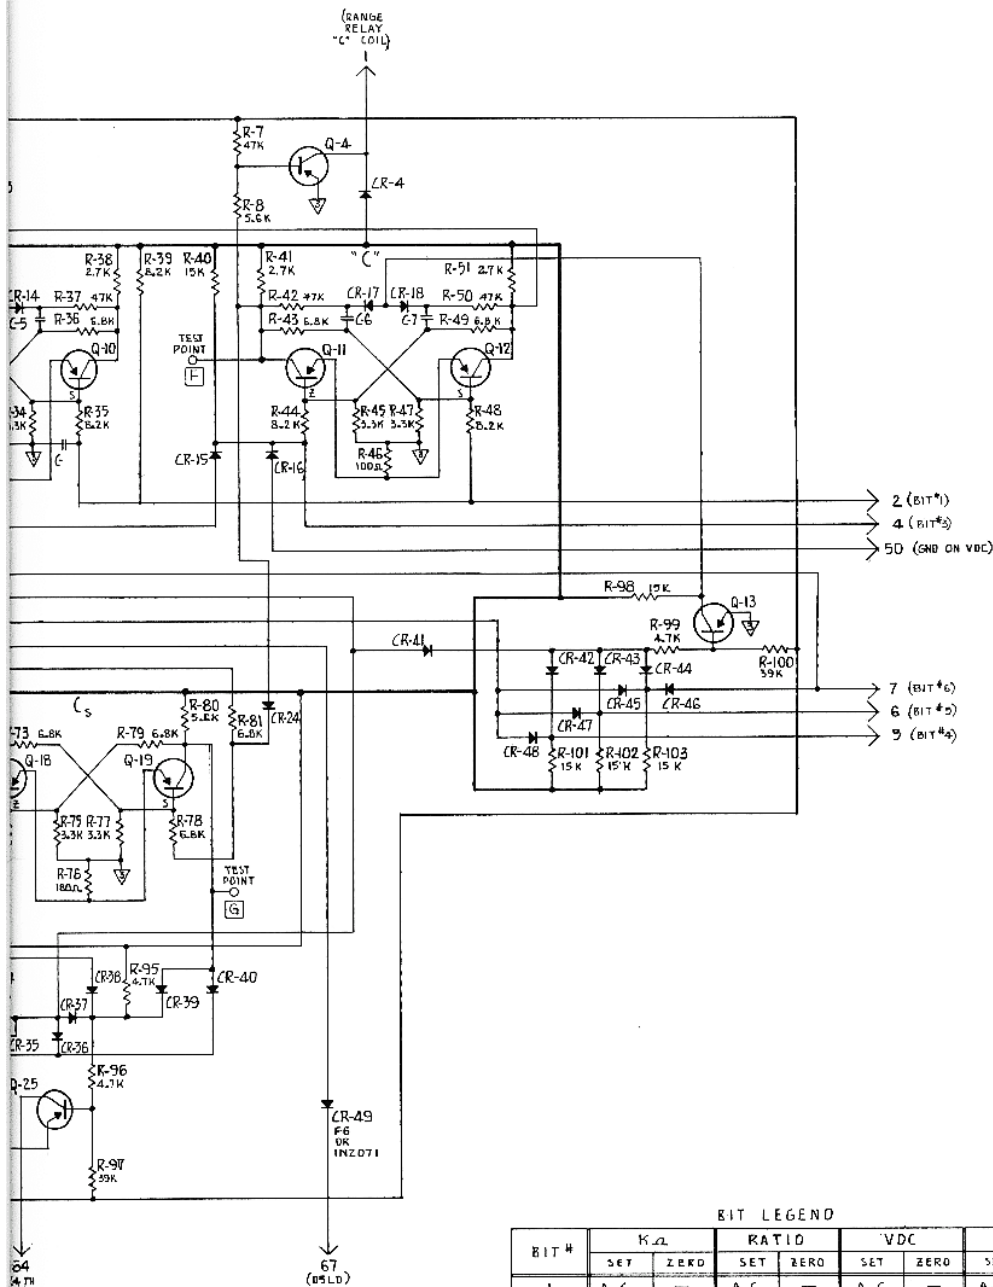 (RANGE
RELAY
"C" COIL)
1
R-7
47K
Q-4
3
CR-4
R-8
5.6K
R-38
2.7K
R-39
8.2K
R-40
15K
R-41
2.7K
"C"
R-51 2.7K
CR-14
R-37 47K
R-42 47K
CR-17 CR-18
R-50 47K
C-5
R-36 6.8K
R-43 6.8K
C-6
C-7
R-49 6.8K
TEST
POINT
F
Q-10
Q-11
Q-12
S
Z
S
R-35
8.2K
R-44
8.2K
R-45
3.3K
R-47
3.3K
R-48
8.2K
R-46
100Ω
CR-15
CR-16
2 (BIT#1)
4 (BIT#3)
50 (GND ON VDC)
R-98 15K
Q-13
3
R-99
4.7K
R-100
39K
CR-41
CR-42
CR-43
CR-44
CR-45
CR-46
CR-47
CR-48
7 (BIT#6)
6 (BIT#5)
5 (BIT#4)
R-101
15K
R-102
15K
R-103
15K
Cs
R-80
R-81
6.8K
CR-24
6.8K
R-79 6.8K
Q-18
Q-19
Z
S
R-75
3.3K
R-77
3.3K
R-78
6.8K
R-76
180Ω
3
TEST
POINT
G
CR-38
R-95
4.7K
CR-39
CR-40
CR-37
CR-35
CR-36
R-96
4.7K
Q-25
R-97
39K
CR-49
F6
OR
1N2071
64
67
BIT LEGEND
BIT #
KΩ
RATIO
VDC
SET ZERO SET ZERO SET ZERO